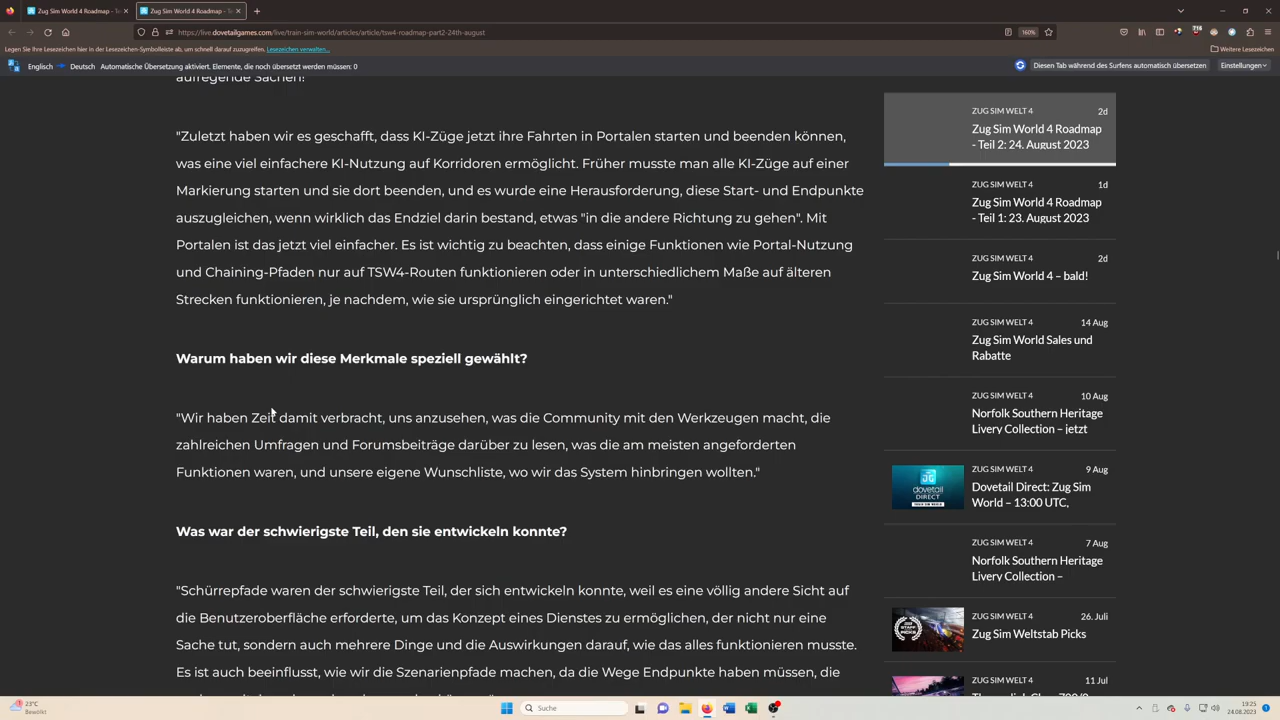 Zug Sim World 4 Roadmap - Te
Zug Sim World 4 Roadmap - Te
https://live.dovetailgames.com/live/train-sim-world/articles/article/tsw4-roadmap-part2-24th-august
160%
Legen Sie Ihre Lesezeichen hier in der Lesezeichen-Symbolleiste ab, um schnell darauf zuzugreifen. Lesezeichen verwalten...
Weitere Lesezeichen
Englisch Deutsch Automatische Übersetzung aktiviert. Elemente, die noch übersetzt werden müssen: 0
Diesen Tab während des Surfens automatisch übersetzen
Einstellungen
aufregende Sachen!
"Zuletzt haben wir es geschafft, dass KI-Züge jetzt ihre Fahrten in Portalen starten und beenden können,
was eine viel einfachere KI-Nutzung auf Korridoren ermöglicht. Früher musste man alle KI-Züge auf einer
Markierung starten und sie dort beenden, und es wurde eine Herausforderung, diese Start- und Endpunkte
auszugleichen, wenn wirklich das Endziel darin bestand, etwas "in die andere Richtung zu gehen". Mit
Portalen ist das jetzt viel einfacher. Es ist wichtig zu beachten, dass einige Funktionen wie Portal-Nutzung
und Chaining-Pfaden nur auf TSW4-Routen funktionieren oder in unterschiedlichem Maße auf älteren
Strecken funktionieren, je nachdem, wie sie ursprünglich eingerichtet waren."
Warum haben wir diese Merkmale speziell gewählt?
"Wir haben Zeit damit verbracht, uns anzusehen, was die Community mit den Werkzeugen macht, die
zahlreichen Umfragen und Forumsbeiträge darüber zu lesen, was die am meisten angeforderten
Funktionen waren, und unsere eigene Wunschliste, wo wir das System hinbringen wollten."
Was war der schwierigste Teil, den sie entwickeln konnte?
"Schürrepfade waren der schwierigste Teil, der sich entwickeln konnte, weil es eine völlig andere Sicht auf
die Benutzeroberfläche erforderte, um das Konzept eines Dienstes zu ermöglichen, der nicht nur eine
Sache tut, sondern auch mehrere Dinge und die Auswirkungen darauf, wie das alles funktionieren musste.
Es ist auch beeinflusst, wie wir die Szenarienpfade machen, da die Wege Endpunkte haben müssen, die
ZUG SIM WELT 4 2d
Zug Sim World 4 Roadmap
- Teil 2: 24. August 2023
ZUG SIM WELT 4 1d
Zug Sim World 4 Roadmap
- Teil 1: 23. August 2023
ZUG SIM WELT 4 2d
Zug Sim World 4 – bald!
ZUG SIM WELT 4 14 Aug
Zug Sim World Sales und
Rabatte
ZUG SIM WELT 4 10 Aug
Norfolk Southern Heritage
Livery Collection – jetzt
ZUG SIM WELT 4 9 Aug
dovetail
DIRECT
Dovetail Direct: Zug Sim
World – 13:00 UTC,
ZUG SIM WELT 4 7 Aug
Norfolk Southern Heritage
Livery Collection –
ZUG SIM WELT 4 26. Juli
Zug Sim Weltstab Picks
ZUG SIM WELT 4 11 Jul
23°C
Bewölkt
Suche
19:25
24.08.2023